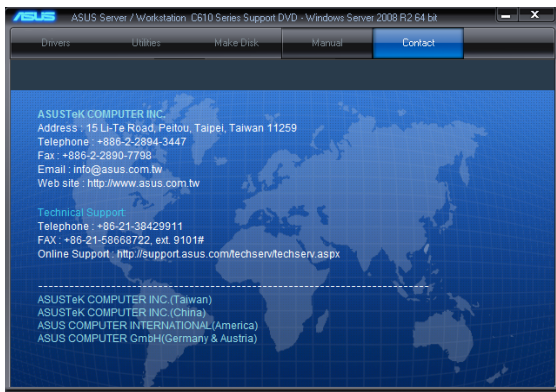 ASUS ASUS Server / Workstation C610 Series Support DVD - Windows Server 2008 R2 64 bit
Drivers Utilities Make Disk Manual Contact
ASUSTeK COMPUTER INC.
Address : 15 Li-Te Road, Peitou, Taipei, Taiwan 11259
Telephone : +886-2-2894-3447
Fax : +886-2-2890-7798
Email : info@asus.com.tw
Web site : http://www.asus.com.tw
Technical Support
Telephone : +86-21-38429911
FAX : +86-21-58668722, ext. 9101#
Online Support : http://support.asus.com/techserv/techserv.aspx
ASUSTeK COMPUTER INC.(Taiwan)
ASUSTeK COMPUTER INC.(China)
ASUS COMPUTER INTERNATIONAL(America)
ASUS COMPUTER GmbH(Germany & Austria)